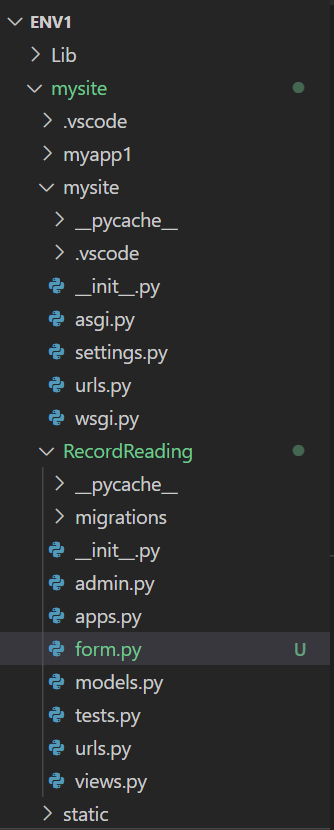 ENV1
Lib
mysite
.vscode
myapp1
mysite
__pycache__
.vscode
__init__.py
asgi.py
settings.py
urls.py
wsgi.py
RecordReading
__pycache__
migrations
__init__.py
admin.py
apps.py
form.py U
models.py
tests.py
urls.py
views.py
static